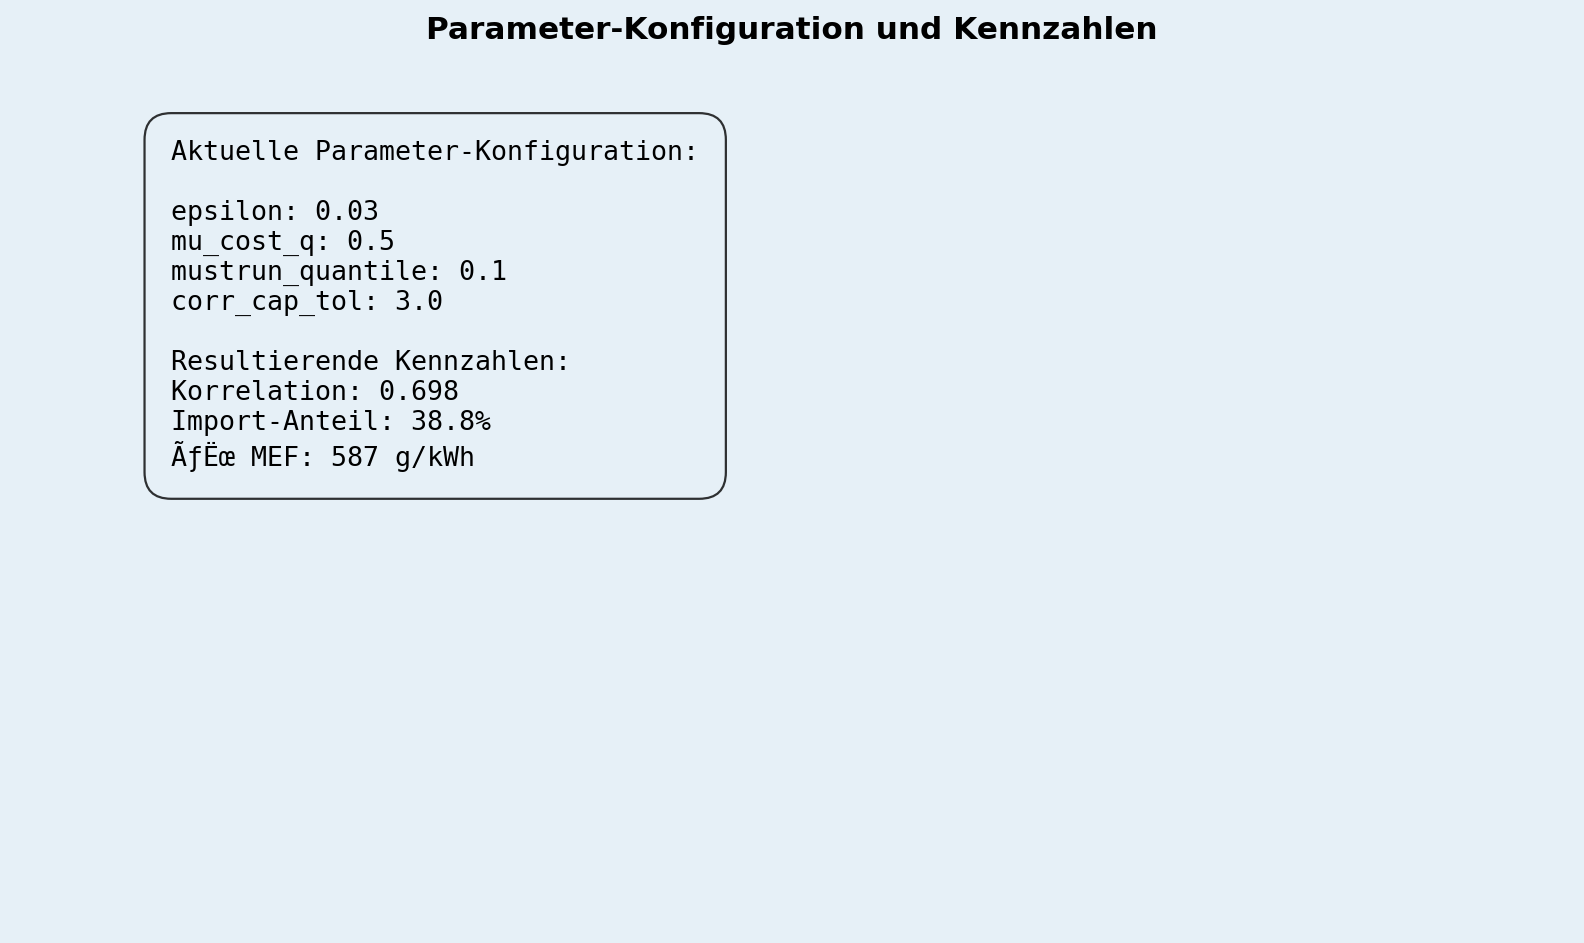 Parameter-Konfiguration und Kennzahlen
Aktuelle Parameter-Konfiguration:
epsilon: 0.03
mu_cost_q: 0.5
mustrun_quantile: 0.1
corr_cap_tol: 3.0
Resultierende Kennzahlen:
Korrelation: 0.698
Import-Anteil: 38.8%
ÃƒËœ MEF: 587 g/kWh